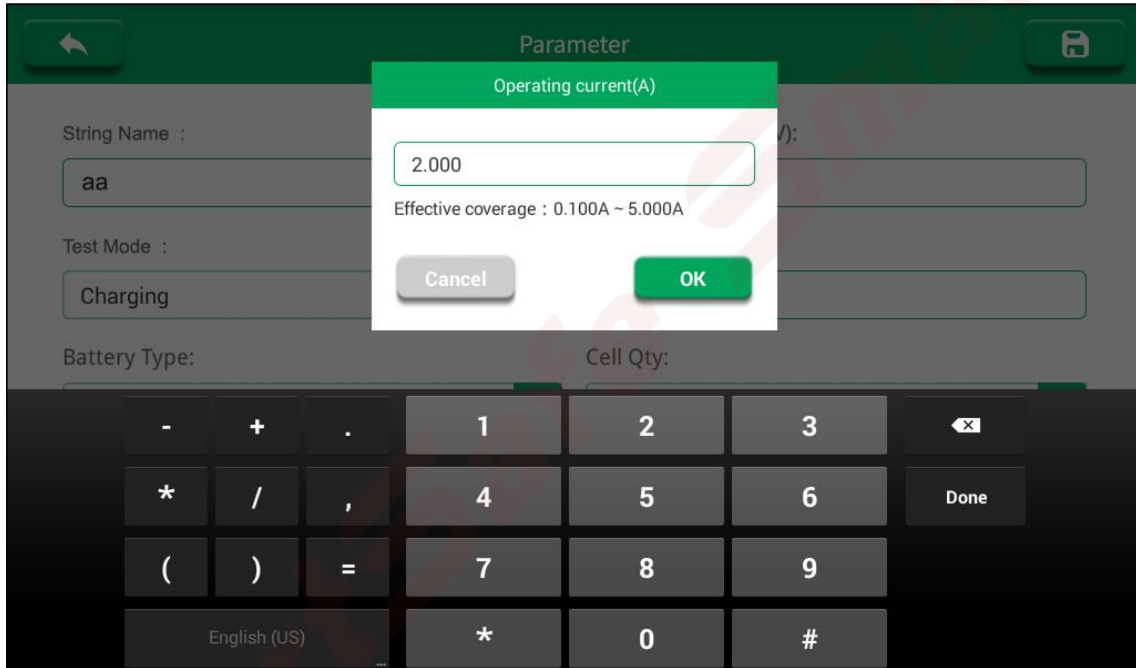 Parameter
Operating current(A)
String Name :
V):
aa
2.000
Effective coverage : 0.100A ~ 5.000A
Test Mode :
Cancel
OK
Charging
Battery Type:
Cell Qty:
- + . 1 2 3
* / , 4 5 6 Done
( ) = 7 8 9
English (US) * 0 #
...